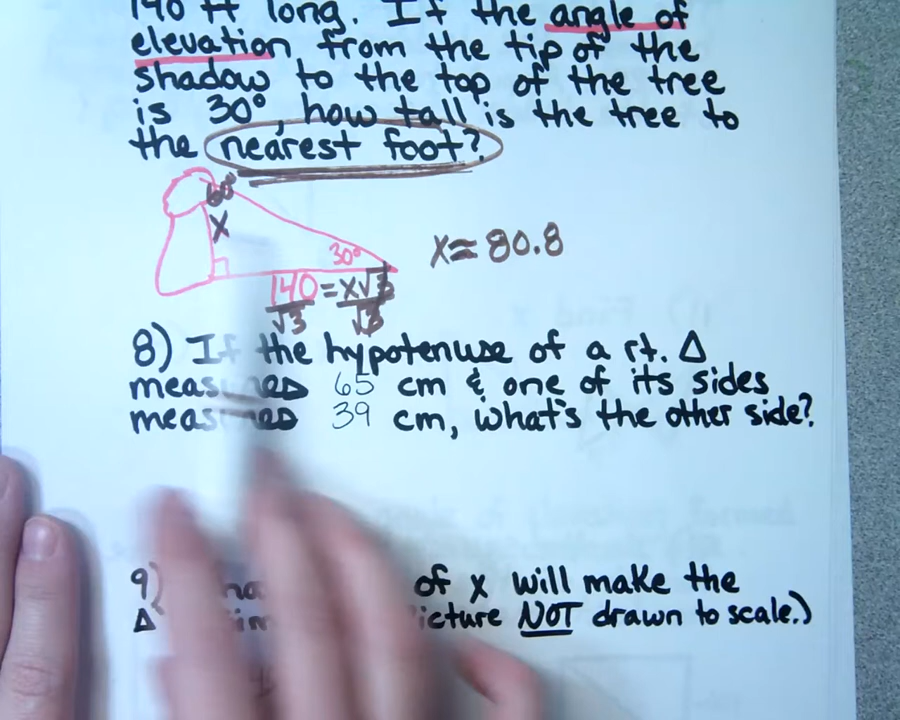 140 ft long. If the angle of
elevation from the tip of the
shadow to the top of the tree
is 30°, how tall is the tree to
the nearest foot?
60°
x
30°
x≈80.8
140 = x√3
√3 √3
8) If the hypotenuse of a rt. Δ
measures 65 cm & one of its sides
measures 39 cm, what's the other side?
9) of x will make the
Δ picture NOT drawn to scale.)